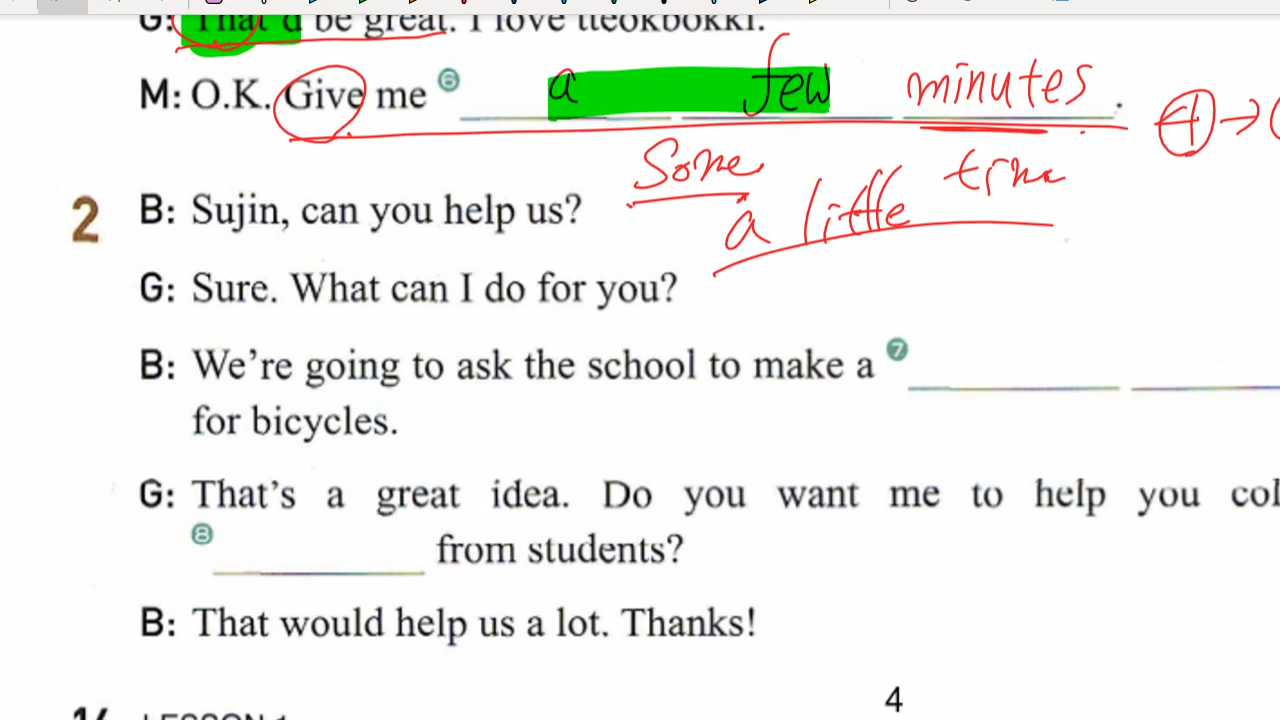 G: That'd be great. I love tteokbokki.
M: O.K. Give me ⑥ a few minutes.
some time
a little
2 B: Sujin, can you help us?
G: Sure. What can I do for you?
B: We're going to ask the school to make a ⑦
for bicycles.
G: That's a great idea. Do you want me to help you col
⑧ from students?
B: That would help us a lot. Thanks!
4